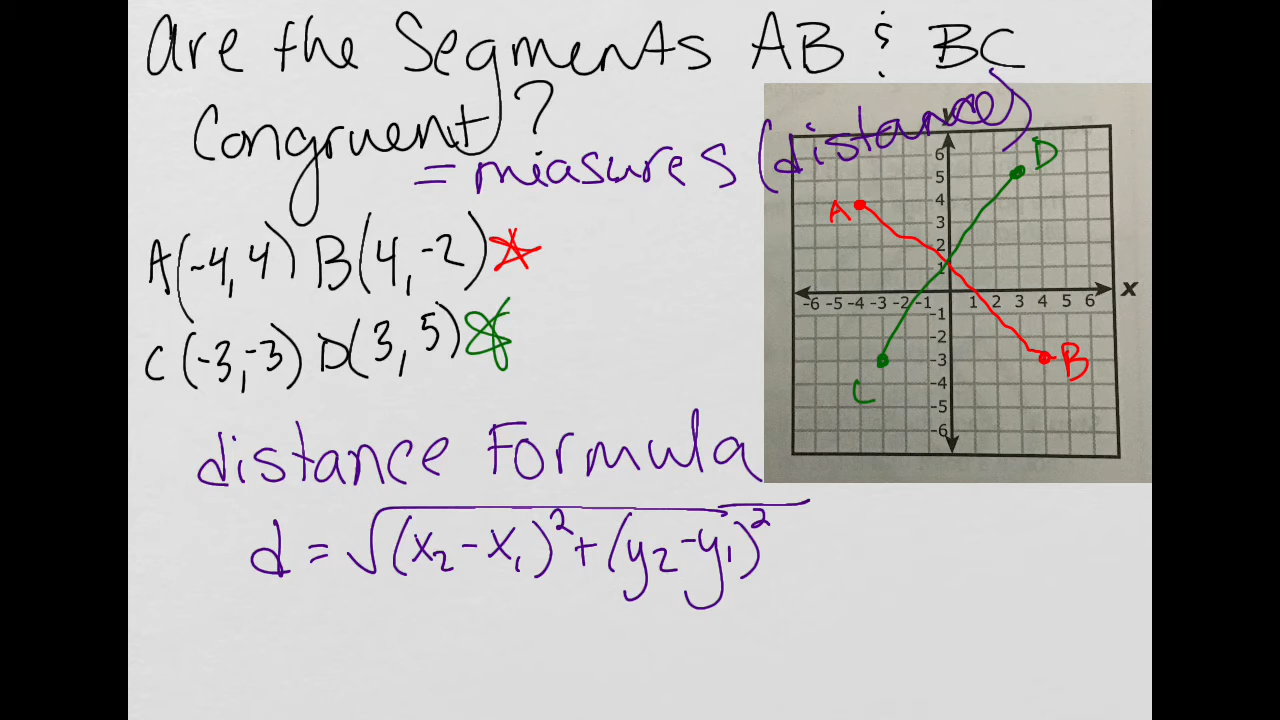 Are the Segments AB & BC
Congruent?
= measures (distance)
A(-4, 4) B(4, -2)
C(-3, -3) D(3, 5)
distance Formula
d = √(x₂ - x₁)² + (y₂ - y₁)²
D
6
5
A
4
3
2
1
-6 -5 -4 -3 -2 -1 1 2 3 4 5 6 x
-1
-2
-3
B
C
-4
-5
-6